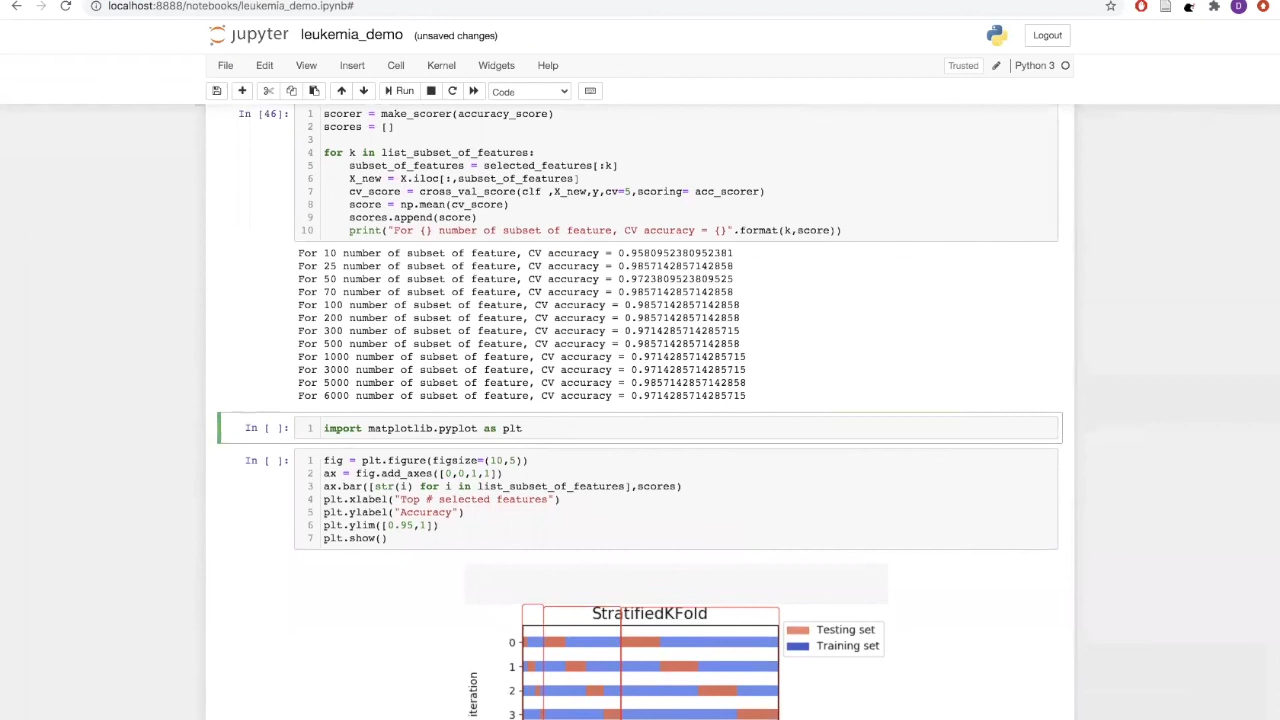 localhost:8888/notebooks/leukemia_demo.ipynb#
D
jupyter leukemia_demo (unsaved changes)
Logout
File Edit View Insert Cell Kernel Widgets Help
Trusted Python 3
Run Code
In [46]:
1 scorer = make_scorer(accuracy_score)
2 scores = []
3
4 for k in list_subset_of_features:
5 subset_of_features = selected_features[:k]
6 X_new = X.iloc[:,subset_of_features]
7 cv_score = cross_val_score(clf ,X_new,y,cv=5,scoring= acc_scorer)
8 score = np.mean(cv_score)
9 scores.append(score)
10 print("For {} number of subset of feature, CV accuracy = {}".format(k,score))
For 10 number of subset of feature, CV accuracy = 0.9580952380952381
For 25 number of subset of feature, CV accuracy = 0.9857142857142858
For 50 number of subset of feature, CV accuracy = 0.9723809523809525
For 70 number of subset of feature, CV accuracy = 0.9857142857142858
For 100 number of subset of feature, CV accuracy = 0.9857142857142858
For 200 number of subset of feature, CV accuracy = 0.9857142857142858
For 300 number of subset of feature, CV accuracy = 0.9714285714285715
For 500 number of subset of feature, CV accuracy = 0.9857142857142858
For 1000 number of subset of feature, CV accuracy = 0.9714285714285715
For 3000 number of subset of feature, CV accuracy = 0.9714285714285715
For 5000 number of subset of feature, CV accuracy = 0.9857142857142858
For 6000 number of subset of feature, CV accuracy = 0.9714285714285715
In [ ]:
1 import matplotlib.pyplot as plt
In [ ]:
1 fig = plt.figure(figsize=(10,5))
2 ax = fig.add_axes([0,0,1,1])
3 ax.bar([str(i) for i in list_subset_of_features],scores)
4 plt.xlabel("Top # selected features")
5 plt.ylabel("Accuracy")
6 plt.ylim([0.95,1])
7 plt.show()
StratifiedKFold
Testing set
Training set
0
1
2
3
iteration